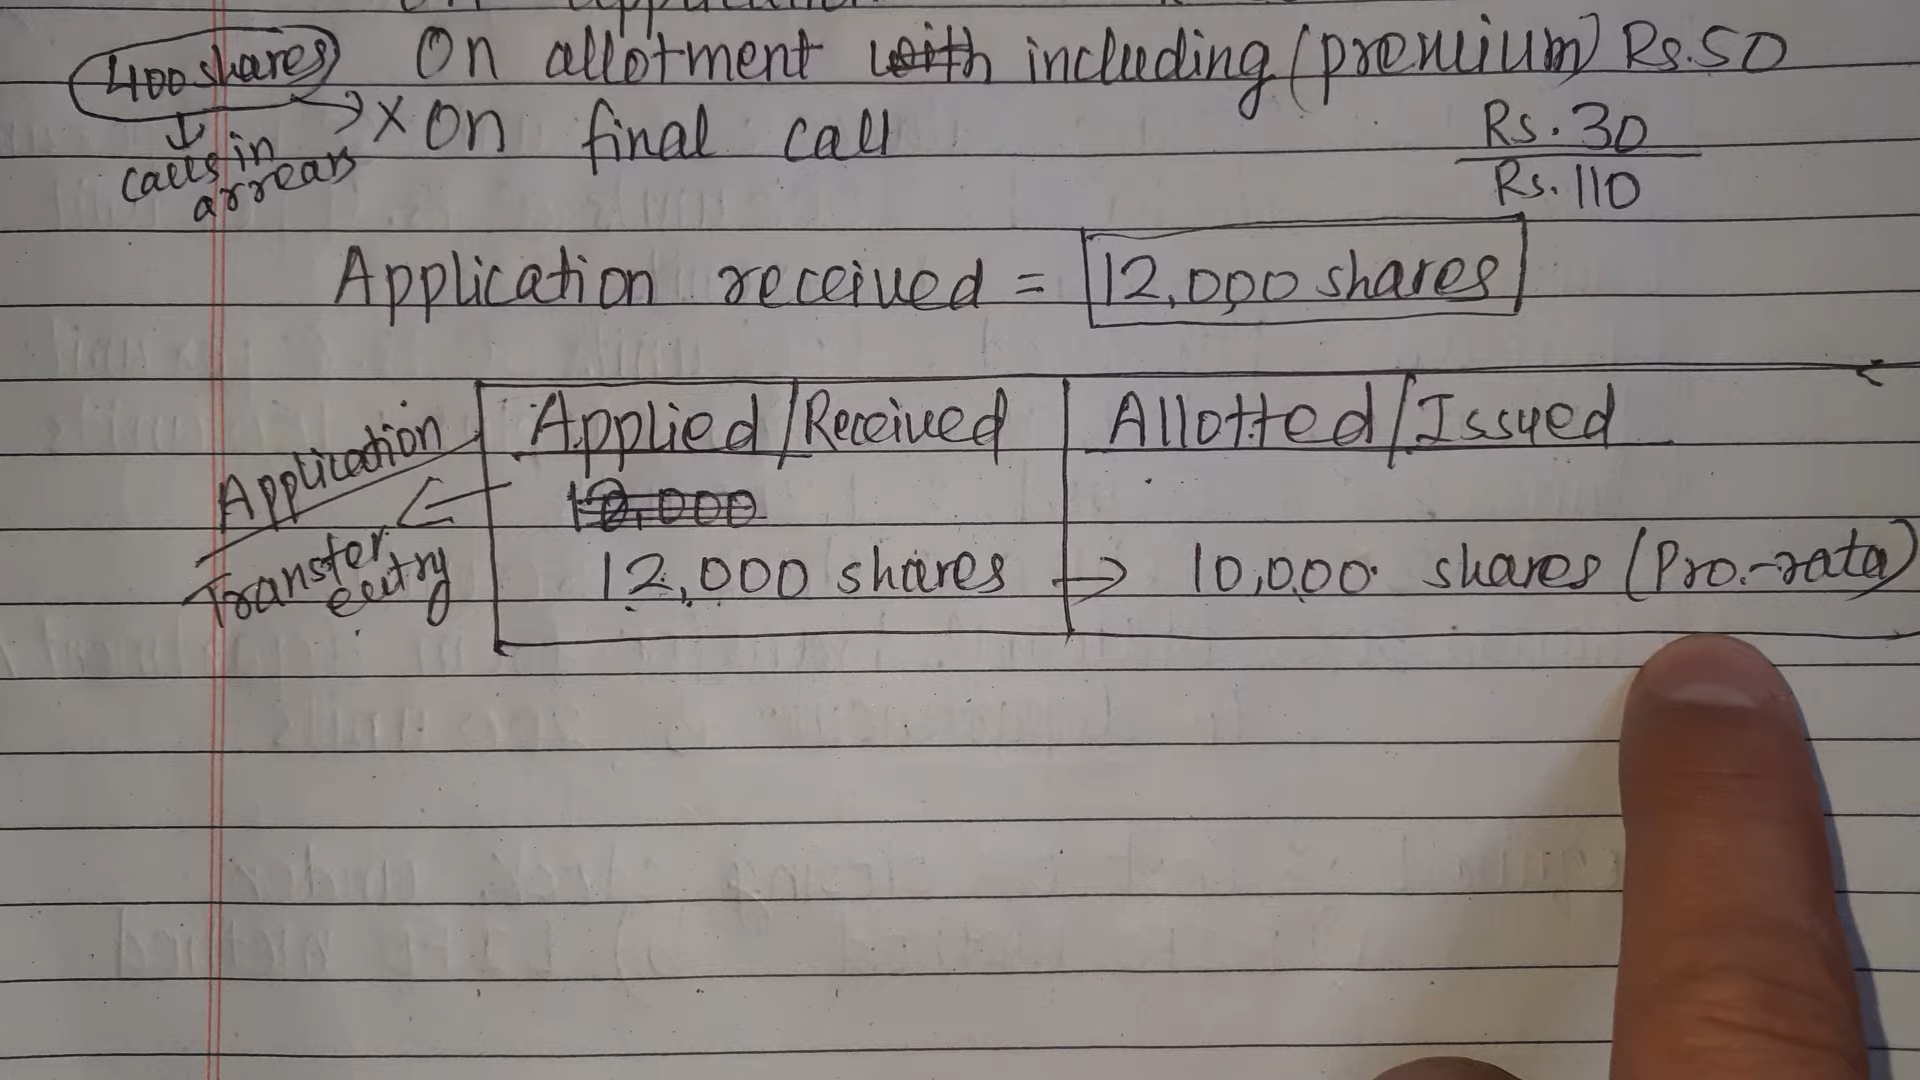 On application
400 shares On allotment with including (premium) Rs.50
X On final call Rs. 30
calls in arrears
Rs. 110
Application received = 12,000 shares
Applied/Received Allotted/Issued
Application
12,000 shares → 10,000 shares (Pro-rata)
Transfer entry